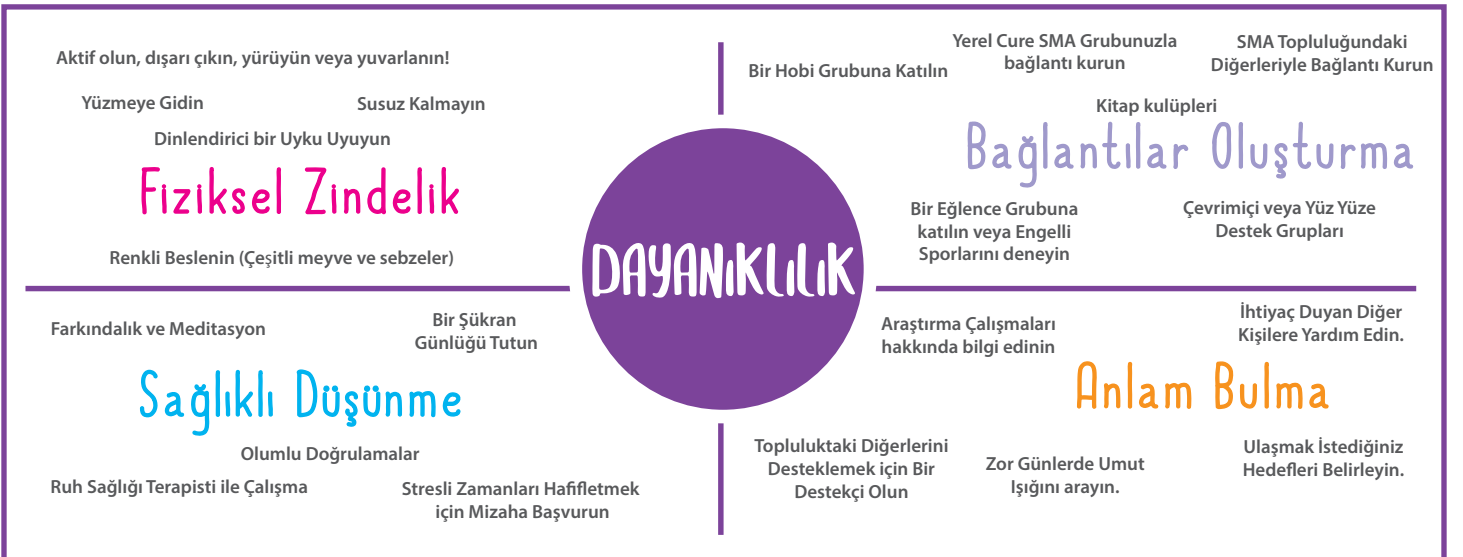 Aktif olun, dışarı çıkın, yürüyün veya yuvarlanın!
Yüzmeye Gidin
Susuz Kalmayın
Dinlendirici bir Uyku Uyuyun
Fiziksel Zindelik
Renkli Beslenin (Çeşitli meyve ve sebzeler)
Bir Hobi Grubuna Katılın
Yerel Cure SMA Grubunuzla
bağlantı kurun
SMA Topluluğundaki
Diğerleriyle Bağlantı Kurun
Kitap kulüpleri
Bağlantılar Oluşturma
Bir Eğlence Grubuna
katılın veya Engelli
Sporlarını deneyin
Çevrimiçi veya Yüz Yüze
Destek Grupları
DAYANIKLILIK
Farkındalık ve Meditasyon
Bir Şükran
Günlüğü Tutun
Sağlıklı Düşünme
Olumlu Doğrulamalar
Ruh Sağlığı Terapisti ile Çalışma
Stresli Zamanları Hafifletmek
için Mizaha Başvurun
Araştırma Çalışmaları
hakkında bilgi edinin
İhtiyaç Duyan Diğer
Kişilere Yardım Edin.
Anlam Bulma
Topluluktaki Diğerlerini
Desteklemek için Bir
Destekçi Olun
Zor Günlerde Umut
Işığını arayın.
Ulaşmak İstediğiniz
Hedefleri Belirleyin.